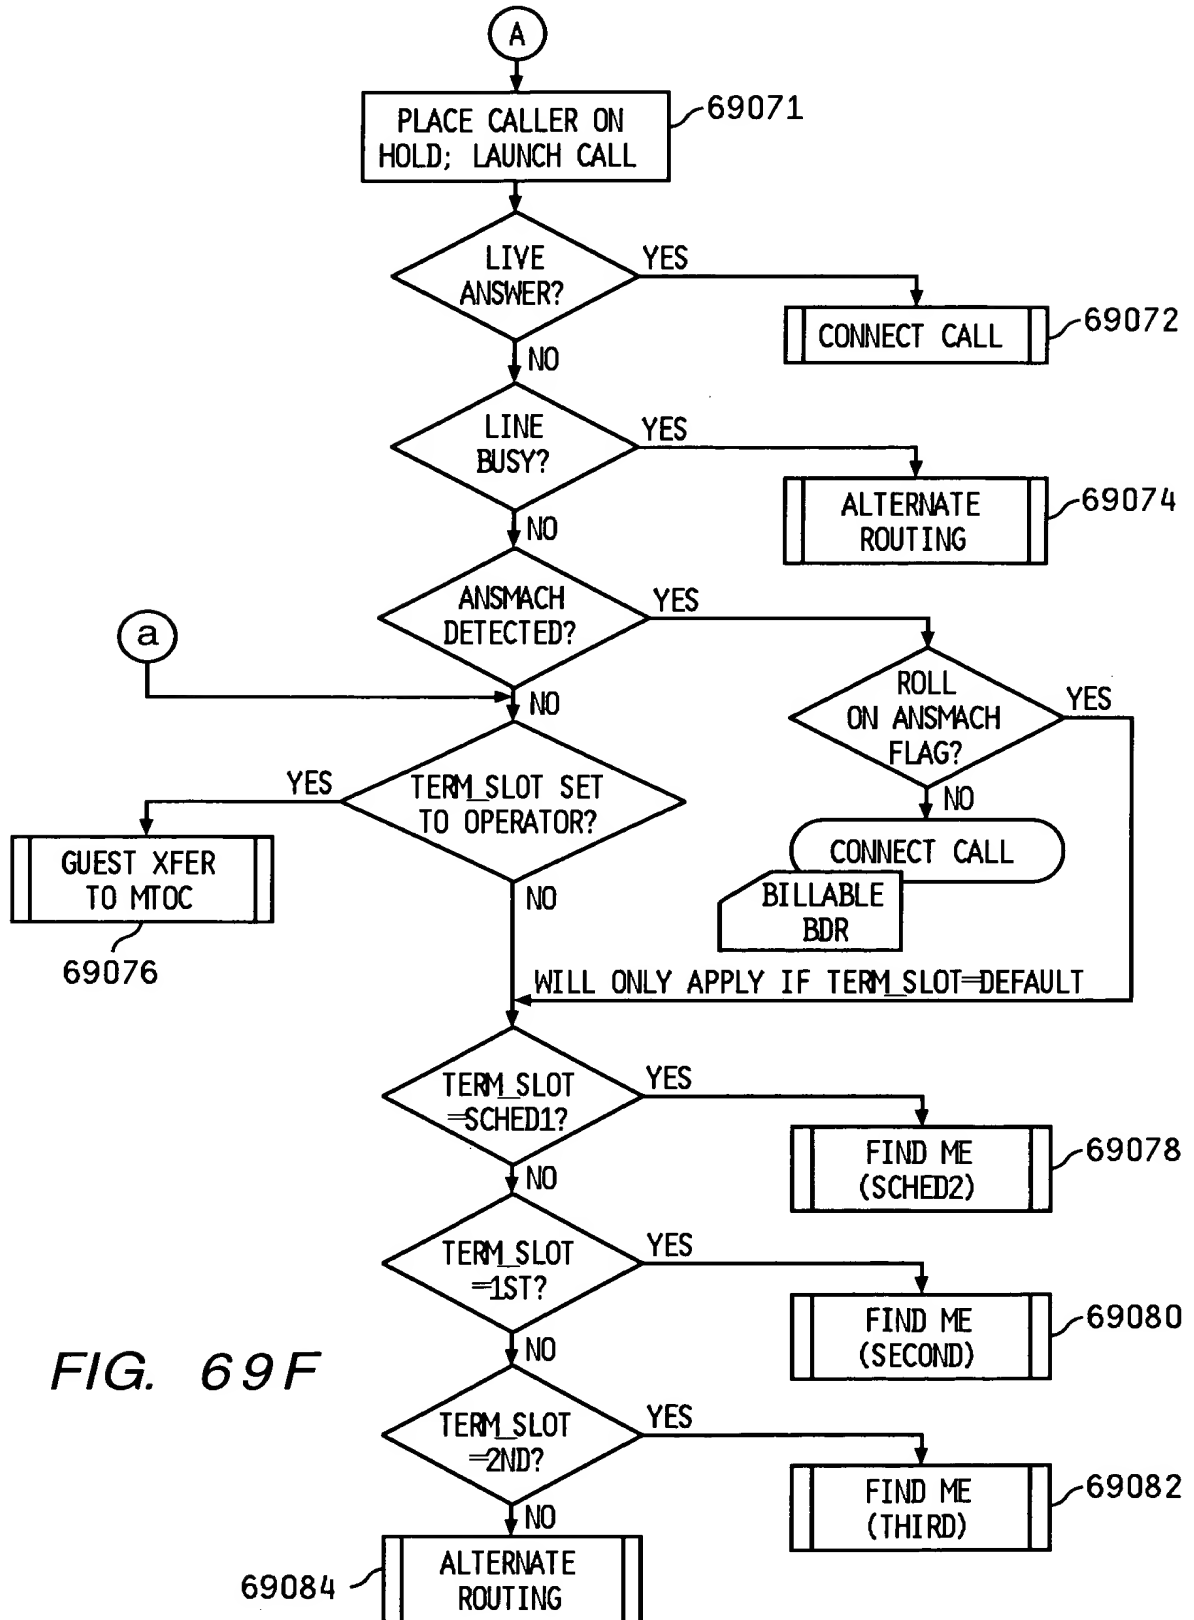 A
PLACE CALLER ON
HOLD; LAUNCH CALL
69071
LIVE
ANSWER?
YES
CONNECT CALL
69072
NO
LINE
BUSY?
YES
ALTERNATE
ROUTING
69074
NO
ANSMACH
DETECTED?
YES
a
NO
ROLL
ON ANSMACH
FLAG?
YES
NO
CONNECT CALL
BILLABLE
BDR
TERM_SLOT SET
TO OPERATOR?
YES
GUEST XFER
TO MTOC
69076
NO
WILL ONLY APPLY IF TERM_SLOT=DEFAULT
TERM_SLOT
=SCHED1?
YES
FIND ME
(SCHED2)
69078
NO
TERM_SLOT
=1ST?
YES
FIND ME
(SECOND)
69080
NO
FIG. 69F
TERM_SLOT
=2ND?
YES
FIND ME
(THIRD)
69082
NO
ALTERNATE
ROUTING
69084